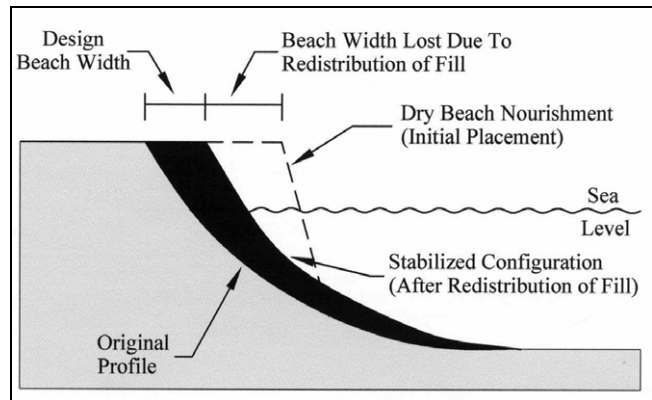 Design
Beach Width
Beach Width Lost Due To
Redistribution of Fill
Dry Beach Nourishment
(Initial Placement)
Sea
Level
Stabilized Configuration
(After Redistribution of Fill)
Original
Profile